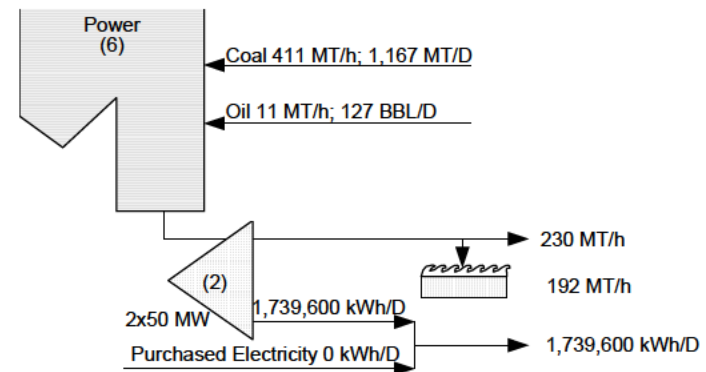 Power
(6)
Coal 411 MT/h; 1,167 MT/D
Oil 11 MT/h; 127 BBL/D
230 MT/h
(2)
192 MT/h
2x50 MW
1,739,600 kWh/D
1,739,600 kWh/D
Purchased Electricity 0 kWh/D